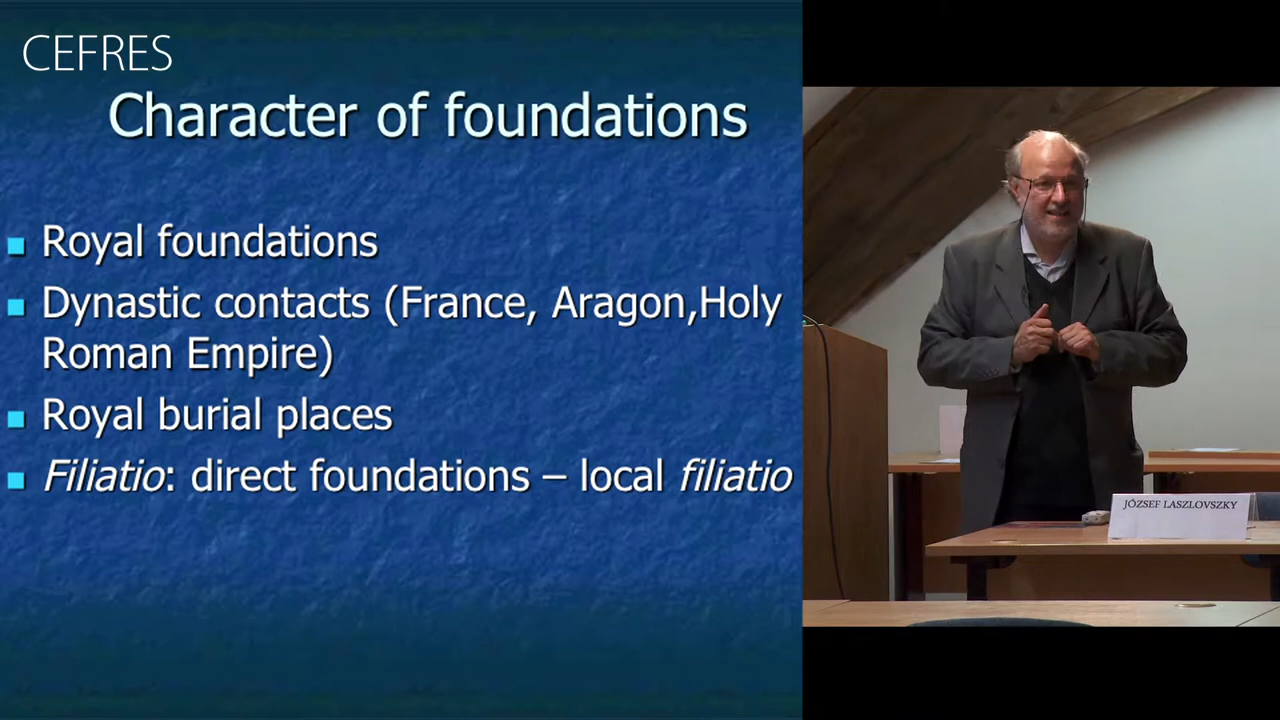 CEFRES
Character of foundations
Royal foundations
Dynastic contacts (France, Aragon,Holy
Roman Empire)
Royal burial places
Filiatio: direct foundations – local filiatio
JÓZSEF LASZLOVSZKY